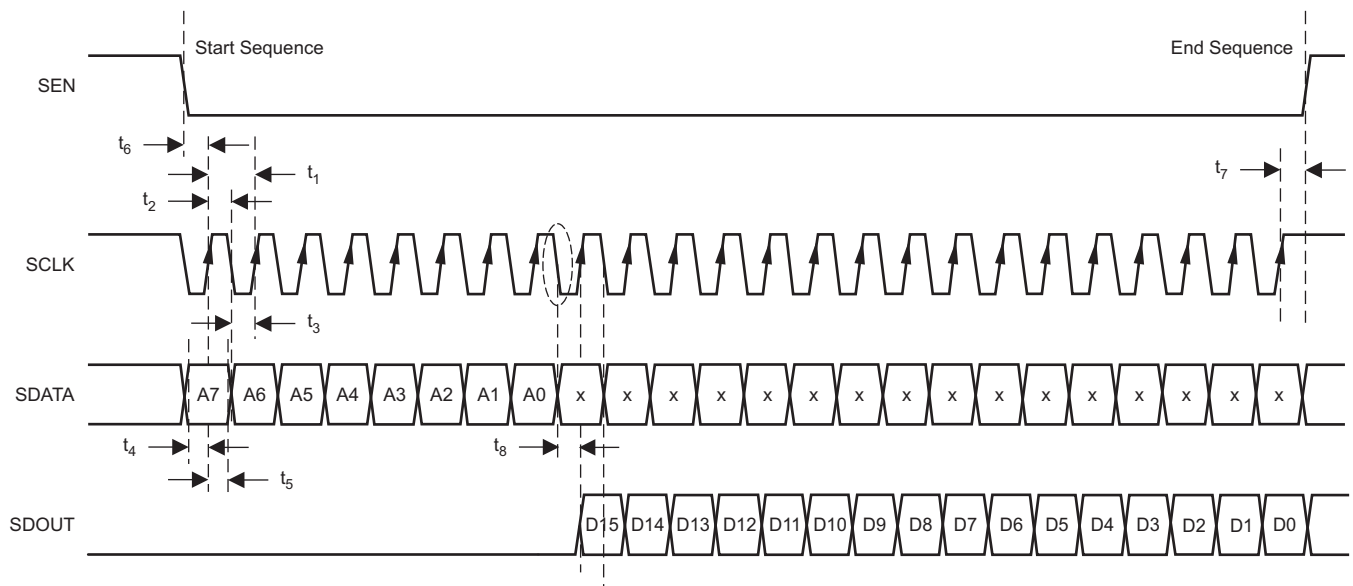 Start Sequence End Sequence
SEN
t6
t1
t7
t2
SCLK
t3
SDATA A7 A6 A5 A4 A3 A2 A1 A0 x x x x x x x x x x x x x x x x
t4 t8
t5
SDOUT D15 D14 D13 D12 D11 D10 D9 D8 D7 D6 D5 D4 D3 D2 D1 D0